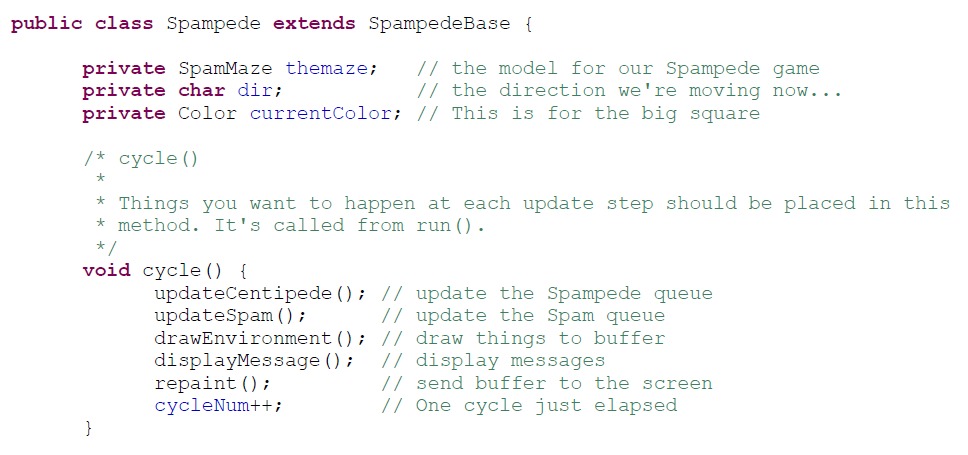 public class Spampede extends SpampedeBase {
private SpamMaze themaze; // the model for our Spampede game
private char dir; // the direction we're moving now...
private Color currentColor; // This is for the big square
/* cycle()
*
* Things you want to happen at each update step should be placed in this
* method. It's called from run().
*/
void cycle() {
updateCentipede(); // update the Spampede queue
updateSpam(); // update the Spam queue
drawEnvironment(); // draw things to buffer
displayMessage(); // display messages
repaint(); // send buffer to the screen
cycleNum++; // One cycle just elapsed
}